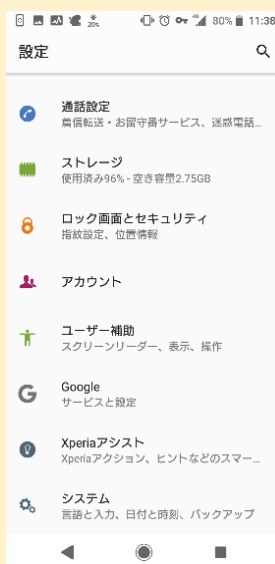 80% 11:38
設定
通話設定
着信転送・お留守番サービス、迷惑電話…
ストレージ
使用済み96% - 空き容量2.75GB
ロック画面とセキュリティ
指紋設定、位置情報
アカウント
ユーザー補助
スクリーンリーダー、表示、操作
Google
サービスと設定
Xperiaアシスト
Xperiaアクション、ヒントなどのスマー…
システム
言語と入力、日付と時刻、バックアップ